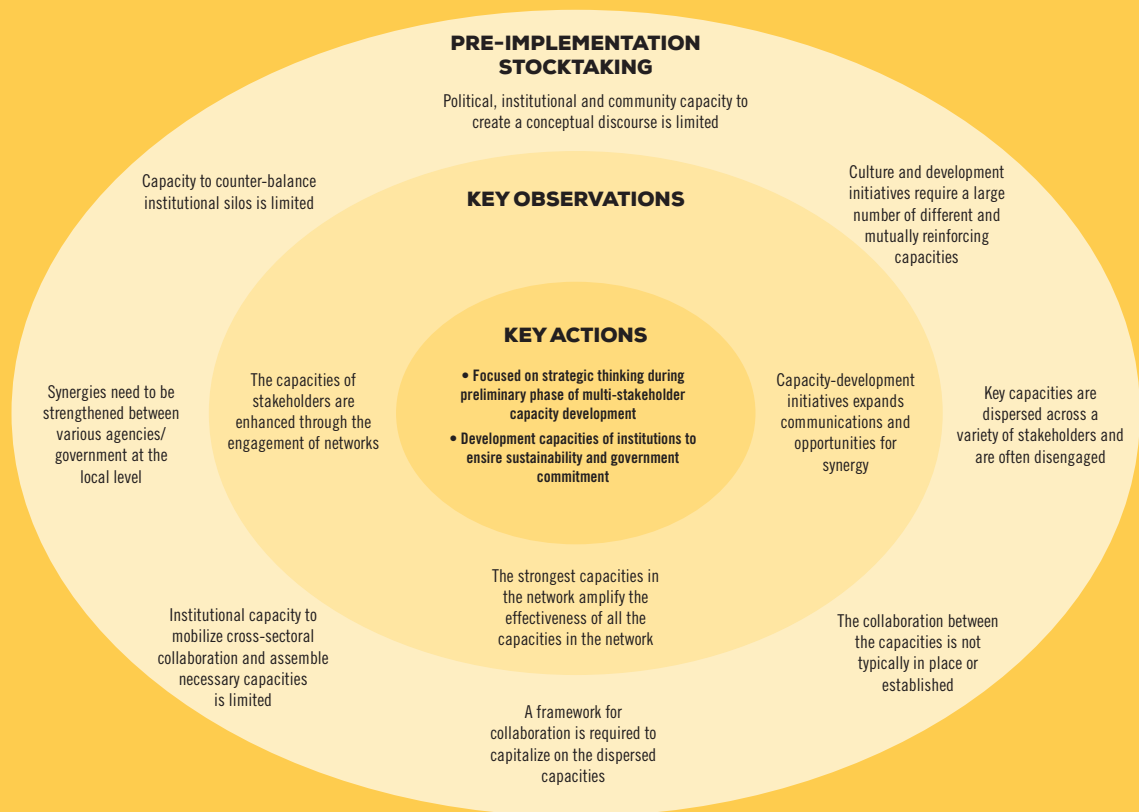 PRE-IMPLEMENTATION
STOCKTAKING
Political, institutional and community capacity to
create a conceptual discourse is limited
Capacity to counter-balance
institutional silos is limited
Culture and development
initiatives require a large
number of different and
mutually reinforcing
capacities
Synergies need to be
strengthened between
various agencies/
government at the
local level
Key capacities are
dispersed across a
variety of stakeholders and
are often disengaged
Institutional capacity to
mobilize cross-sectoral
collaboration and assemble
necessary capacities
is limited
The collaboration between
the capacities is not
typically in place or
established
A framework for
collaboration is required to
capitalize on the dispersed
capacities
KEY OBSERVATIONS
The capacities of
stakeholders are
enhanced through the
engagement of networks
Capacity-development
initiatives expands
communications and
opportunities for
synergy
The strongest capacities in
the network amplify the
effectiveness of all the
capacities in the network
KEY ACTIONS
• Focused on strategic thinking during
preliminary phase of multi-stakeholder
capacity development
• Development capacities of institutions to
ensire sustainability and government
commitment